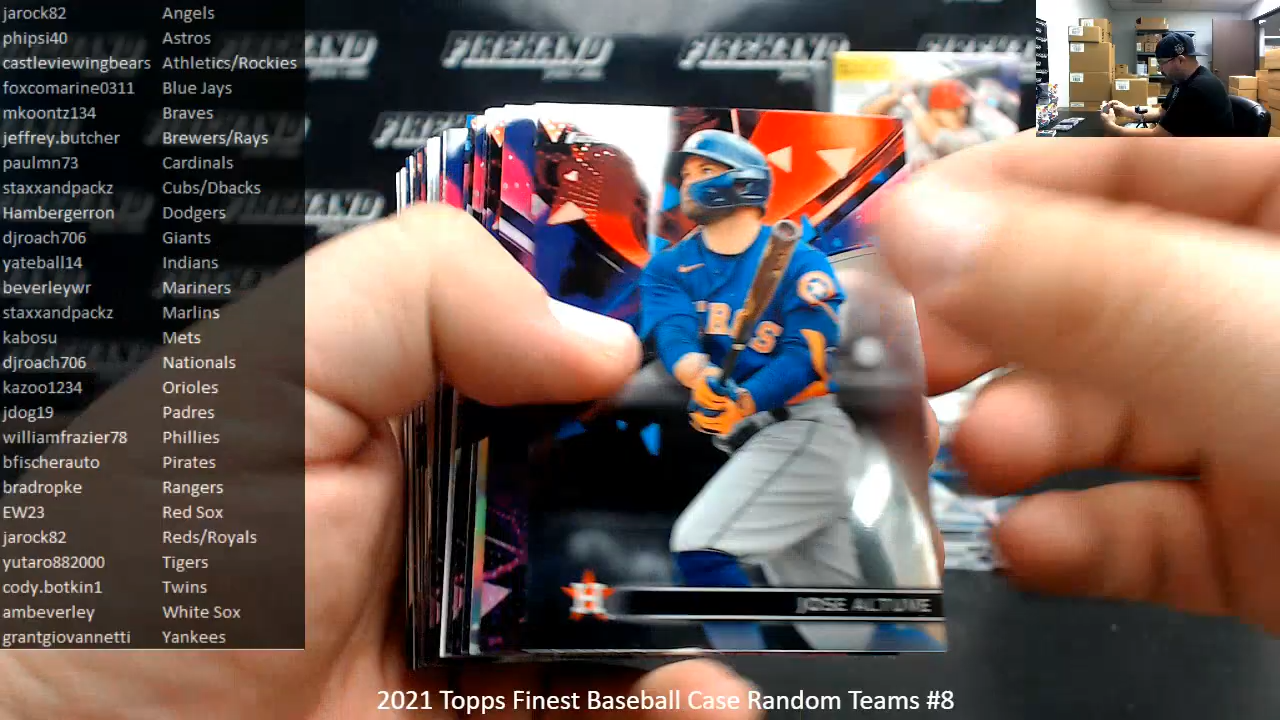 jarock82 Angels
phipsi40 Astros
castleviewingbears Athletics/Rockies
foxcomarine0311 Blue Jays
mkoontz134 Braves
jeffrey.butcher Brewers/Rays
paulmn73 Cardinals
staxxandpackz Cubs/Dbacks
Hambergerron Dodgers
djroach706 Giants
yateball14 Indians
beverleywr Mariners
staxxandpackz Marlins
kabosu Mets
djroach706 Nationals
kazoo1234 Orioles
jdog19 Padres
williamfrazier78 Phillies
bfischerauto Pirates
bradropke Rangers
EW23 Red Sox
jarock82 Reds/Royals
yutaro882000 Tigers
cody.botkin1 Twins
ambeverley White Sox
grantgiovannetti Yankees
FIREHAND FIREHAND
FIREHAND
H
JOSE ALTUVE
2021 Topps Finest Baseball Case Random Teams #8